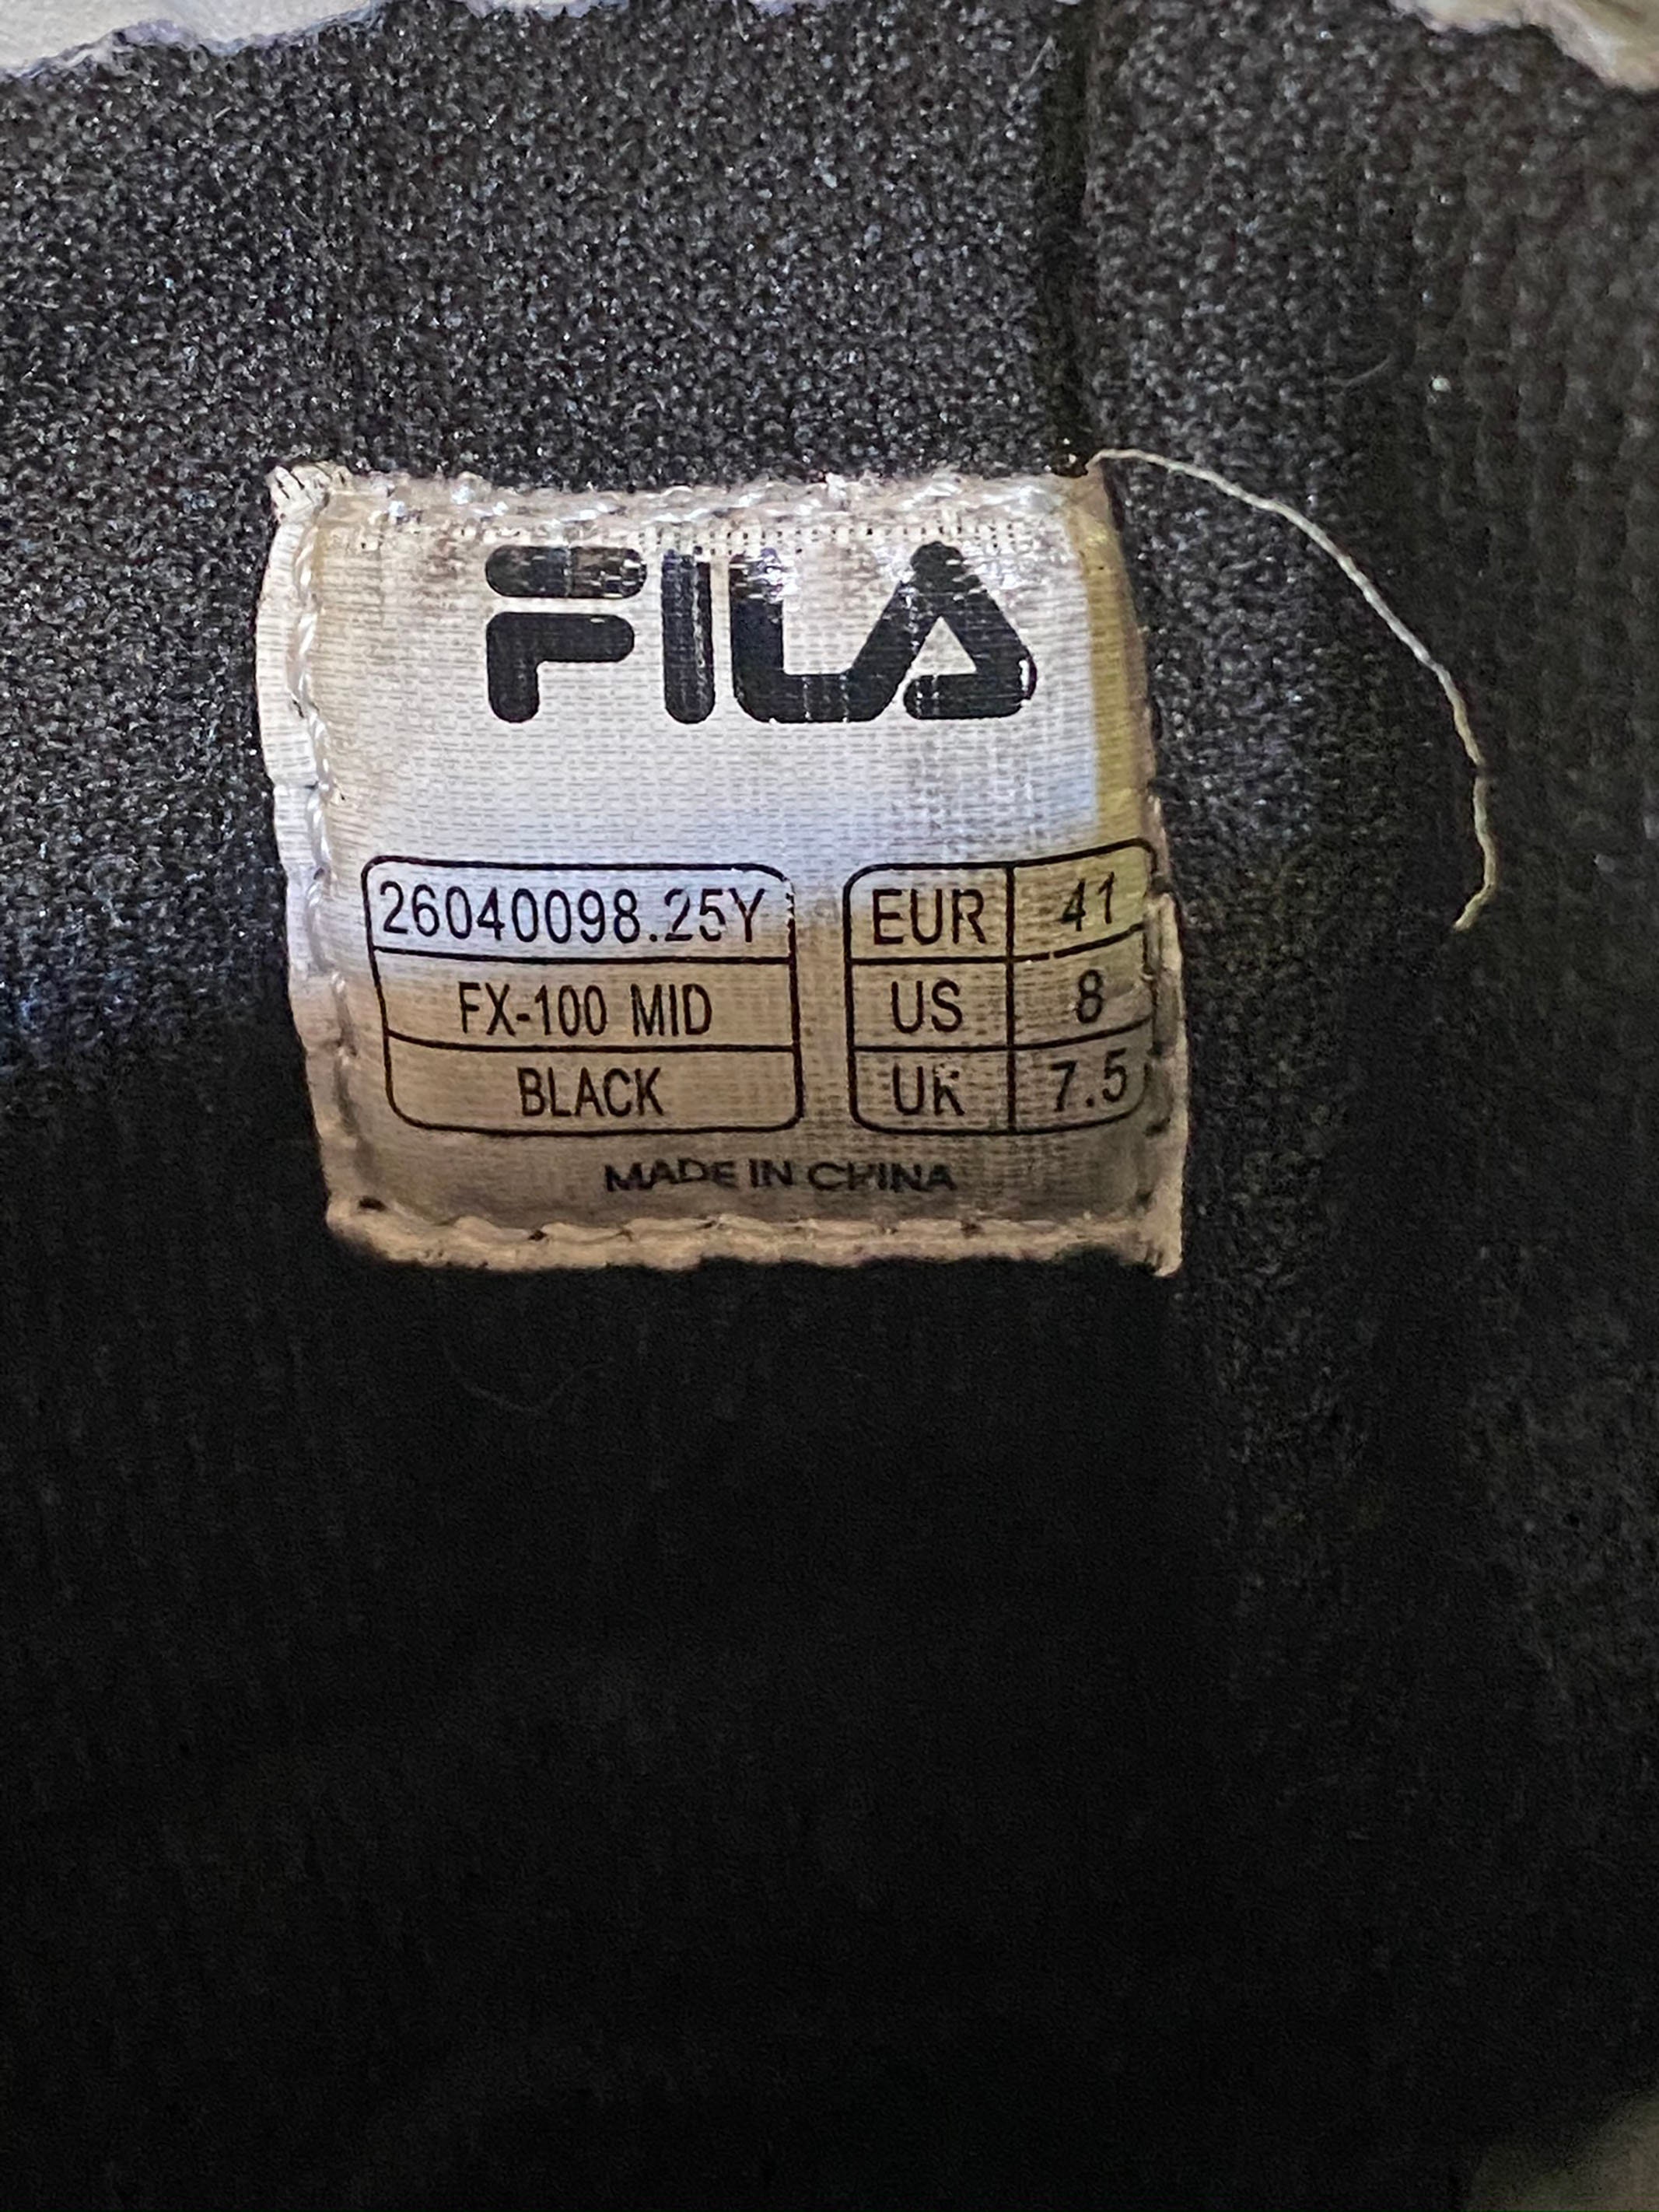 FILA
26040098.25Y
FX-100 MID
BLACK
EUR 41
US 8
UK 7.5
MADE IN CHINA